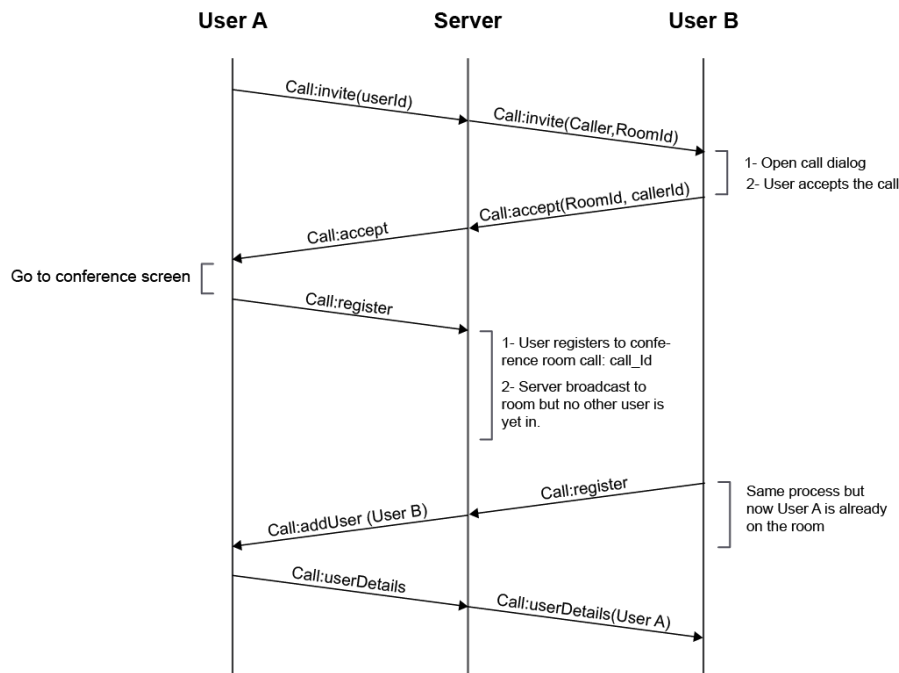 User A Server User B
Call:invite(userId)
Call:invite(Caller,RoomId)
1- Open call dialog
2- User accepts the call
Call:accept(RoomId, callerId)
Call:accept
Go to conference screen
Call:register
1- User registers to confe-
rence room call: call_Id
2- Server broadcast to
room but no other user is
yet in.
Call:register
Same process but
now User A is already
on the room
Call:addUser (User B)
Call:userDetails
Call:userDetails(User A)